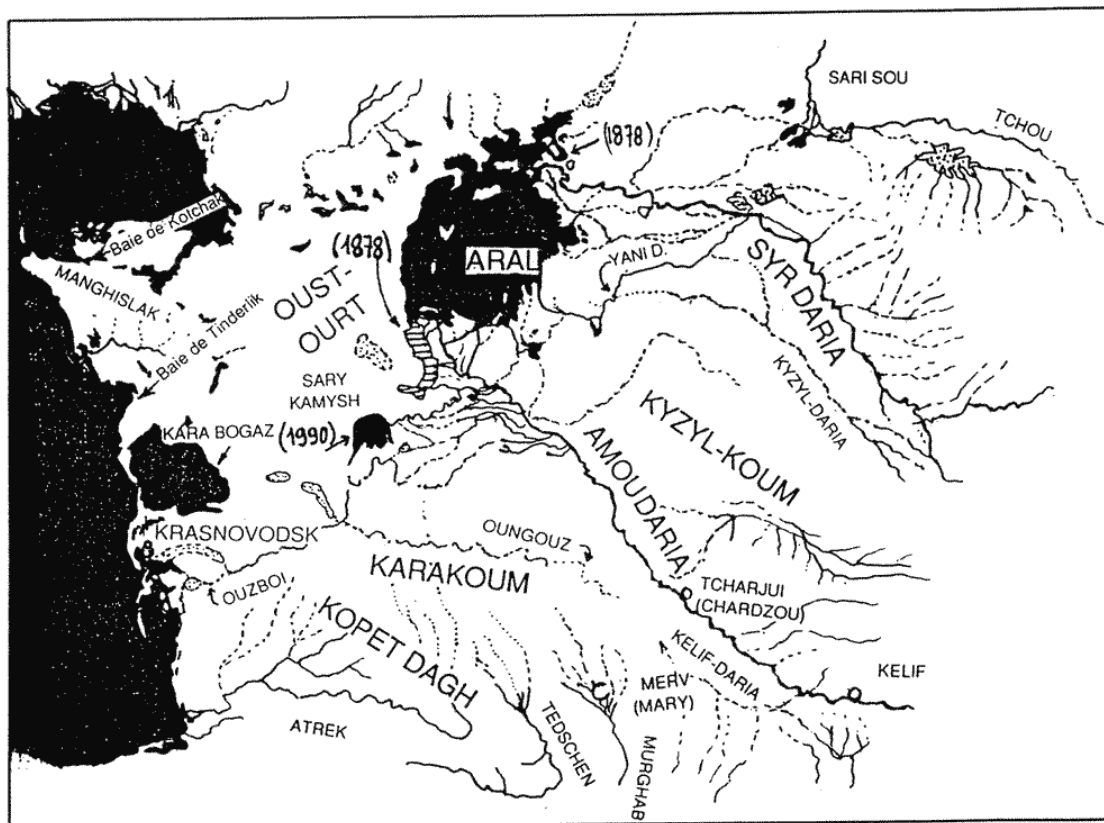 SARI SOU
TCHOU
(1878)
Baie de Kolchak
(1878)
ARAL
YANI D.
MANGHISLAK
OUST-
OURT
SYR DARIA
Baie de Tinderlik
SARY
KAMYSH
KYZYL-DARIA
KARA BOGAZ
(1990)
KYZYL-KOUM
AMOUDARIA
KRASNOVODSK
OUNGOUZ
KARAKOUM
OUZBOI
TCHARJUI
(CHARDZOU)
KOPET DAGH
KELIF-DARIA
KELIF
MERV
(MARY)
ATREK
TEDSCHEN
MURGHAB